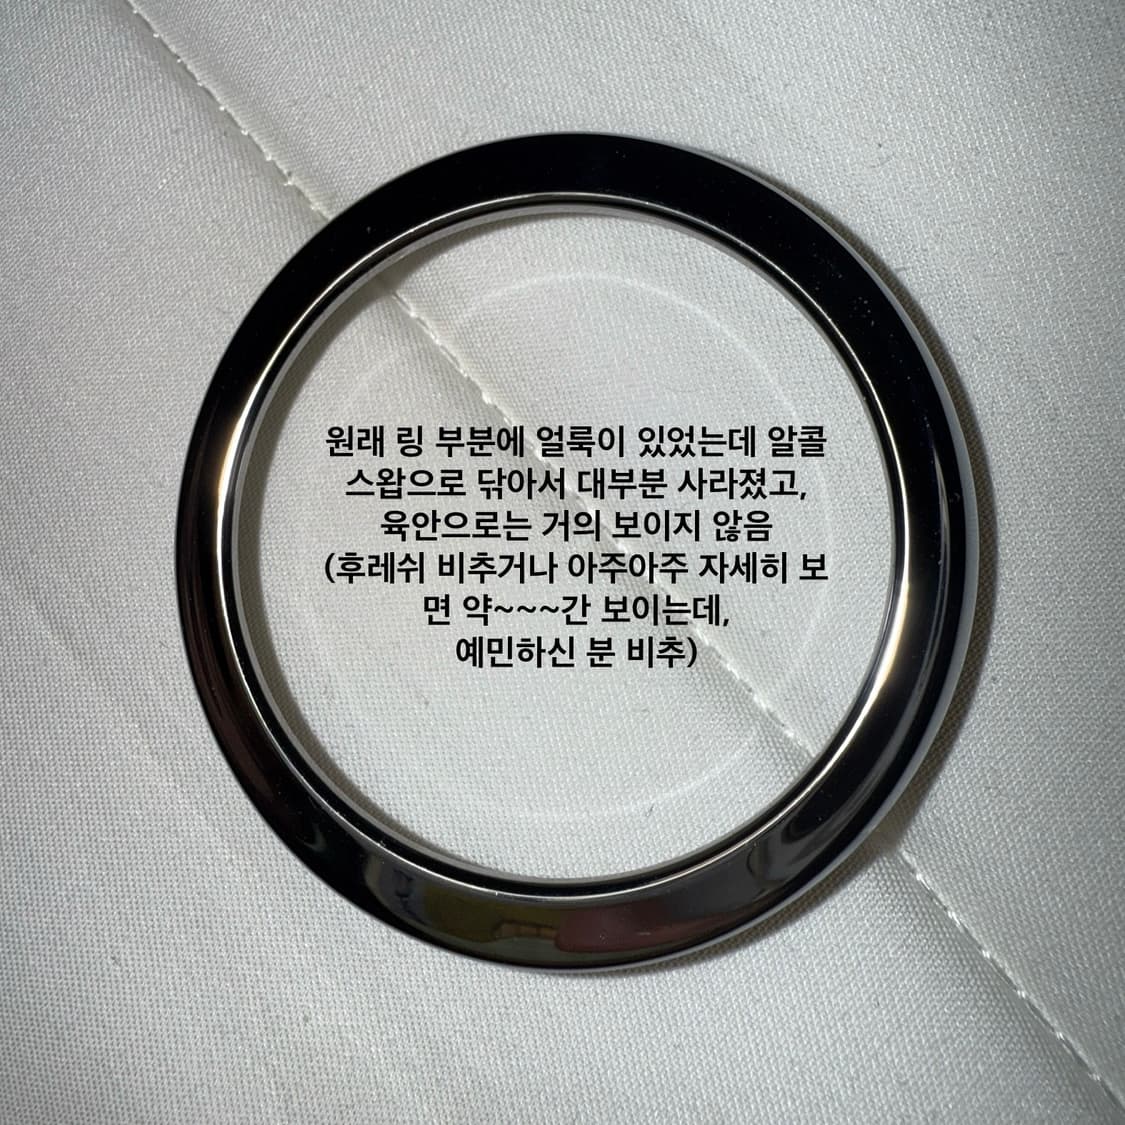 원래 링 부분에 얼룩이 있었는데 알콜
스왑으로 닦아서 대부분 사라졌고,
육안으로는 거의 보이지 않음
(후레쉬 비추거나 아주아주 자세히 보
면 약~~~간 보이는데,
예민하신 분 비추)